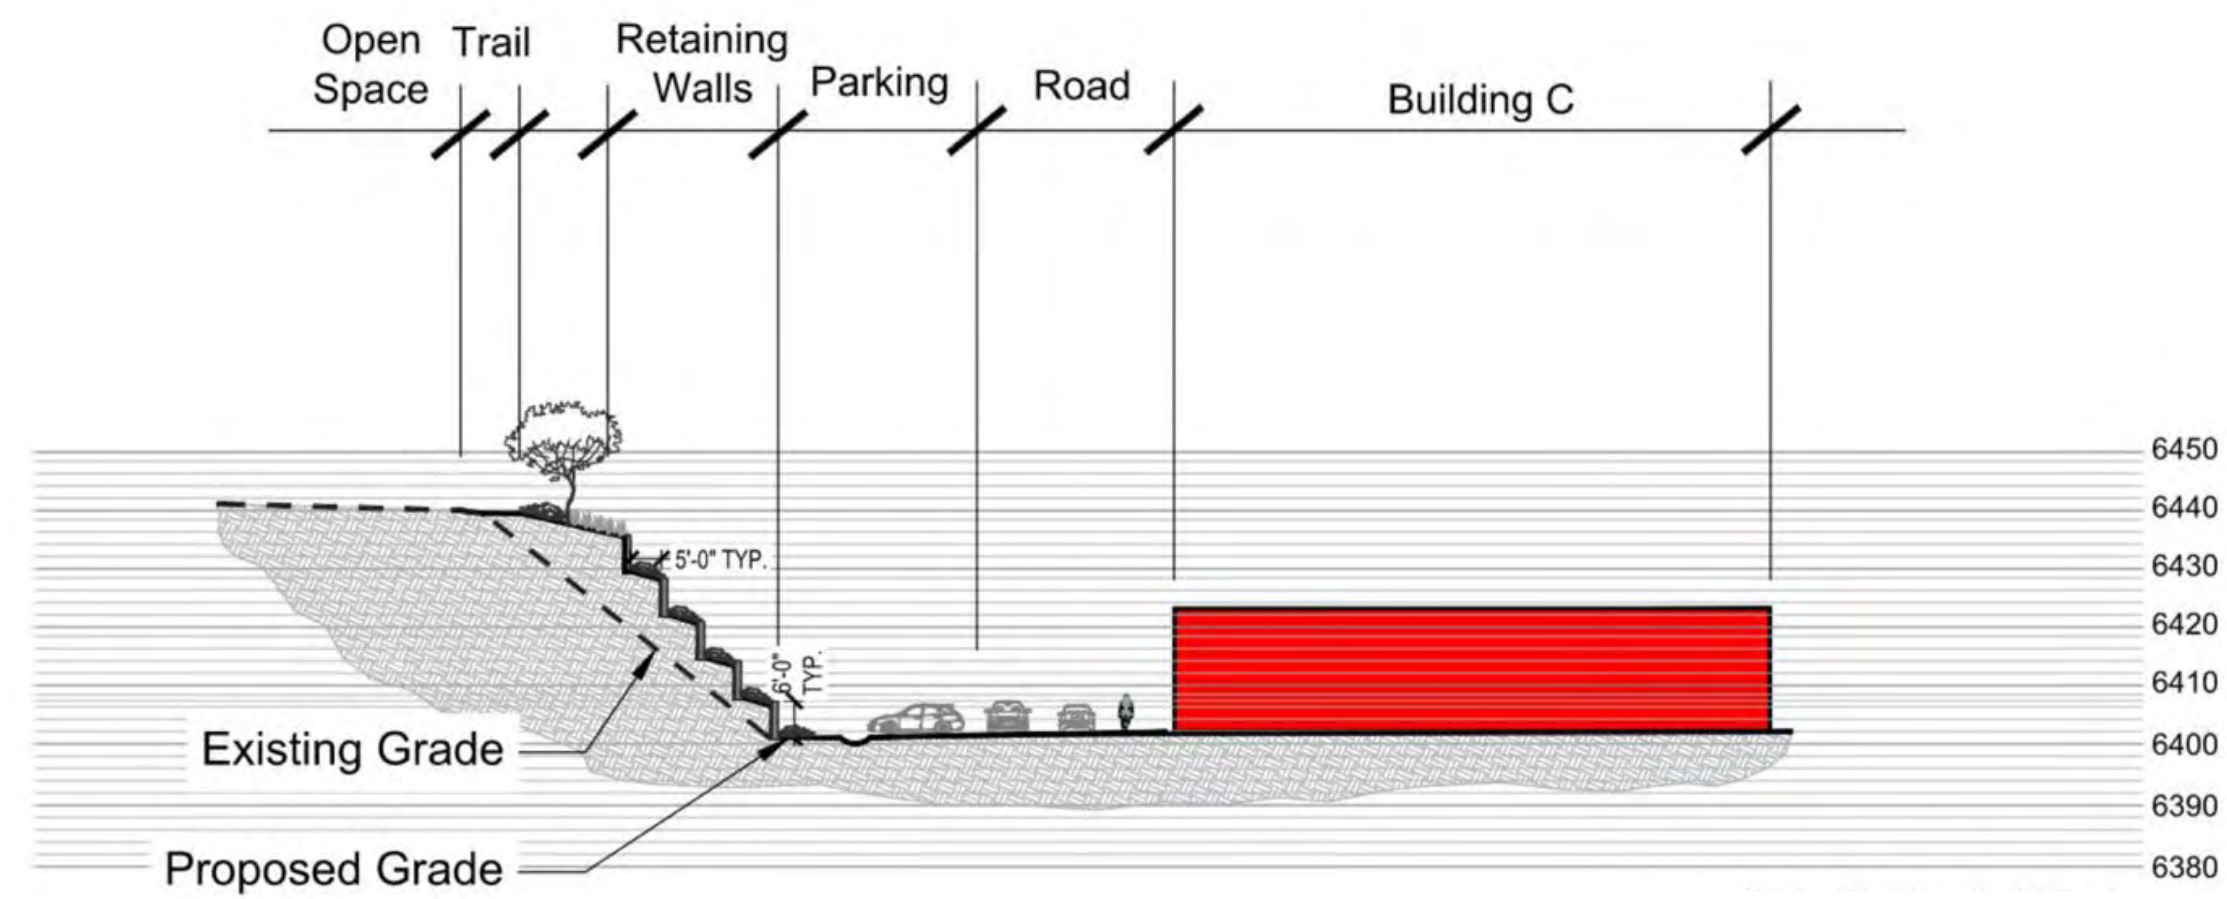 Open
Space
Trail
Retaining
Walls
Parking
Road
Building C
6450
6440
6430
6420
6410
6400
6390
6380
5'-0" TYP.
6'-0"
TYP.
Existing Grade
Proposed Grade